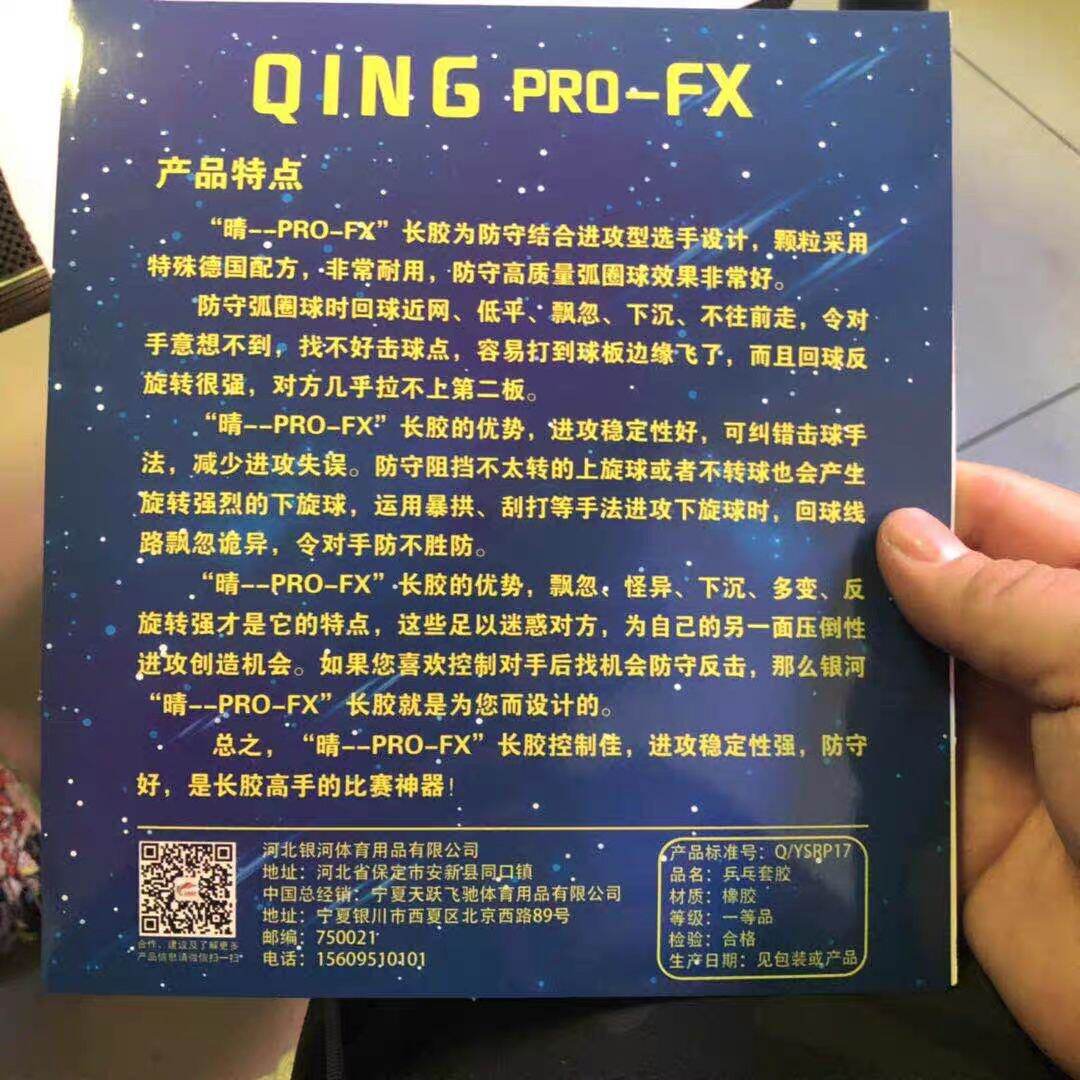 QING PRO-FX
产品特点
“晴--PRO-FX”长胶为防守结合进攻型选手设计，颗粒采用
特殊德国配方，非常耐用，防守高质量弧圈球效果非常好。
防守弧圈球时回球近网、低平、飘忽、下沉、不往前走，令对
手意想不到，找不好击球点，容易打到球板边缘飞了，而且回球反
旋转很强，对方几乎拉不上第二板。
“晴--PRO-FX”长胶的优势，进攻稳定性好，可纠错击球手
法，减少进攻失误。防守阻挡不太转的上旋球或者不转球也会产生
旋转强烈的下旋球，运用暴拱、刮打等手法进攻下旋球时，回球线
路飘忽诡异，令对手防不胜防。
“晴--PRO-FX”长胶的优势，飘忽、怪异、下沉、多变、反
旋转强才是它的特点，这些足以迷惑对方，为自己的另一面压倒性
进攻创造机会。如果您喜欢控制对手后找机会防守反击，那么银河
“晴--PRO-FX”长胶就是为您而设计的。
总之，“晴--PRO-FX”长胶控制佳，进攻稳定性强，防守
好，是长胶高手的比赛神器！
合作、建议及了解更多
产品信息请微信扫一扫
河北银河体育用品有限公司
地址：河北省保定市安新县同口镇
中国总经销：宁夏天跃飞驰体育用品有限公司
地址：宁夏银川市西夏区北京西路89号
邮编：750021
电话：15609510101
产品标准号：Q/YSRP17
品名：乒乓套胶
材质：橡胶
等级：一等品
检验：合格
生产日期：见包装或产品